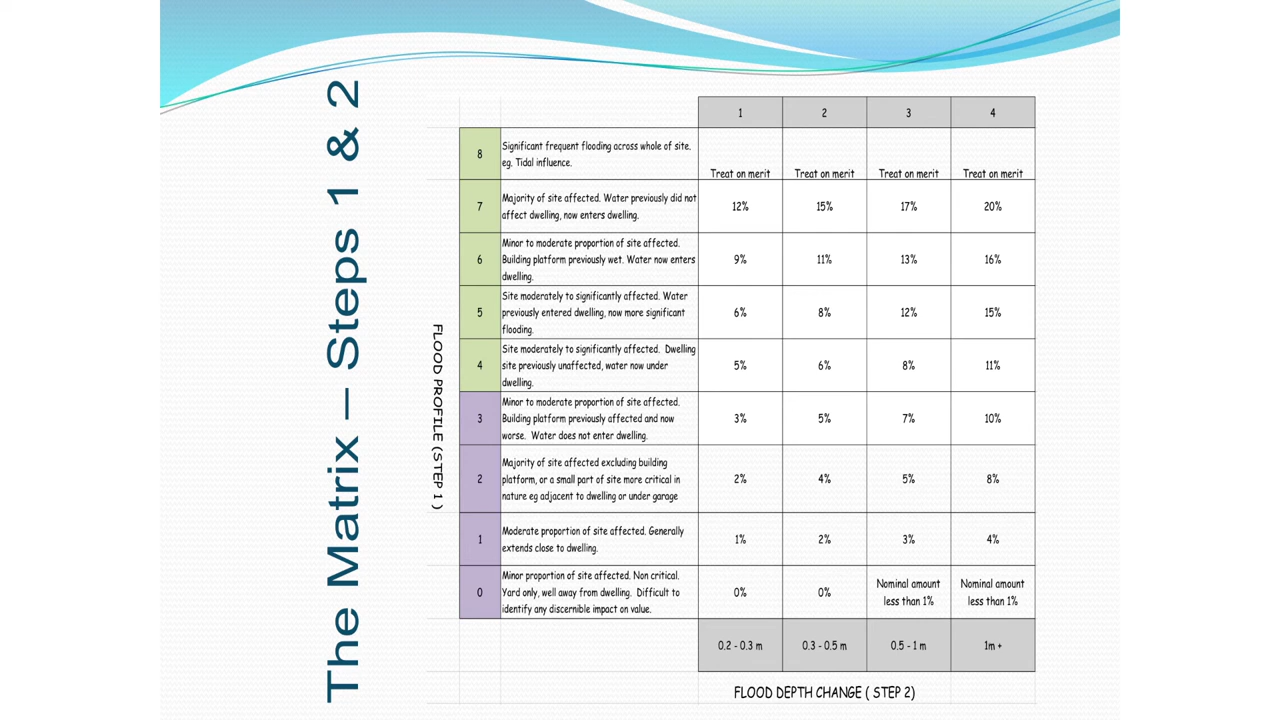 The Matrix – Steps 1 & 2
FLOOD PROFILE (STEP 1 )
1 2 3 4
8 Significant frequent flooding across whole of site.
eg. Tidal influence.
Treat on merit Treat on merit Treat on merit Treat on merit
7 Majority of site affected. Water previously did not
affect dwelling, now enters dwelling.
12% 15% 17% 20%
6 Minor to moderate proportion of site affected.
Building platform previously wet. Water now enters
dwelling.
9% 11% 13% 16%
5 Site moderately to significantly affected. Water
previously entered dwelling, now more significant
flooding.
6% 8% 12% 15%
4 Site moderately to significantly affected. Dwelling
site previously unaffected, water now under
dwelling.
5% 6% 8% 11%
3 Minor to moderate proportion of site affected.
Building platform previously affected and now
worse. Water does not enter dwelling.
3% 5% 7% 10%
2 Majority of site affected excluding building
platform, or a small part of site more critical in
nature eg adjacent to dwelling or under garage
2% 4% 5% 8%
1 Moderate proportion of site affected. Generally
extends close to dwelling.
1% 2% 3% 4%
0 Minor proportion of site affected. Non critical.
Yard only, well away from dwelling. Difficult to
identify any discernible impact on value.
0% 0% Nominal amount Nominal amount
less than 1% less than 1%
0.2 - 0.3 m 0.3 - 0.5 m 0.5 - 1 m 1m +
FLOOD DEPTH CHANGE ( STEP 2)